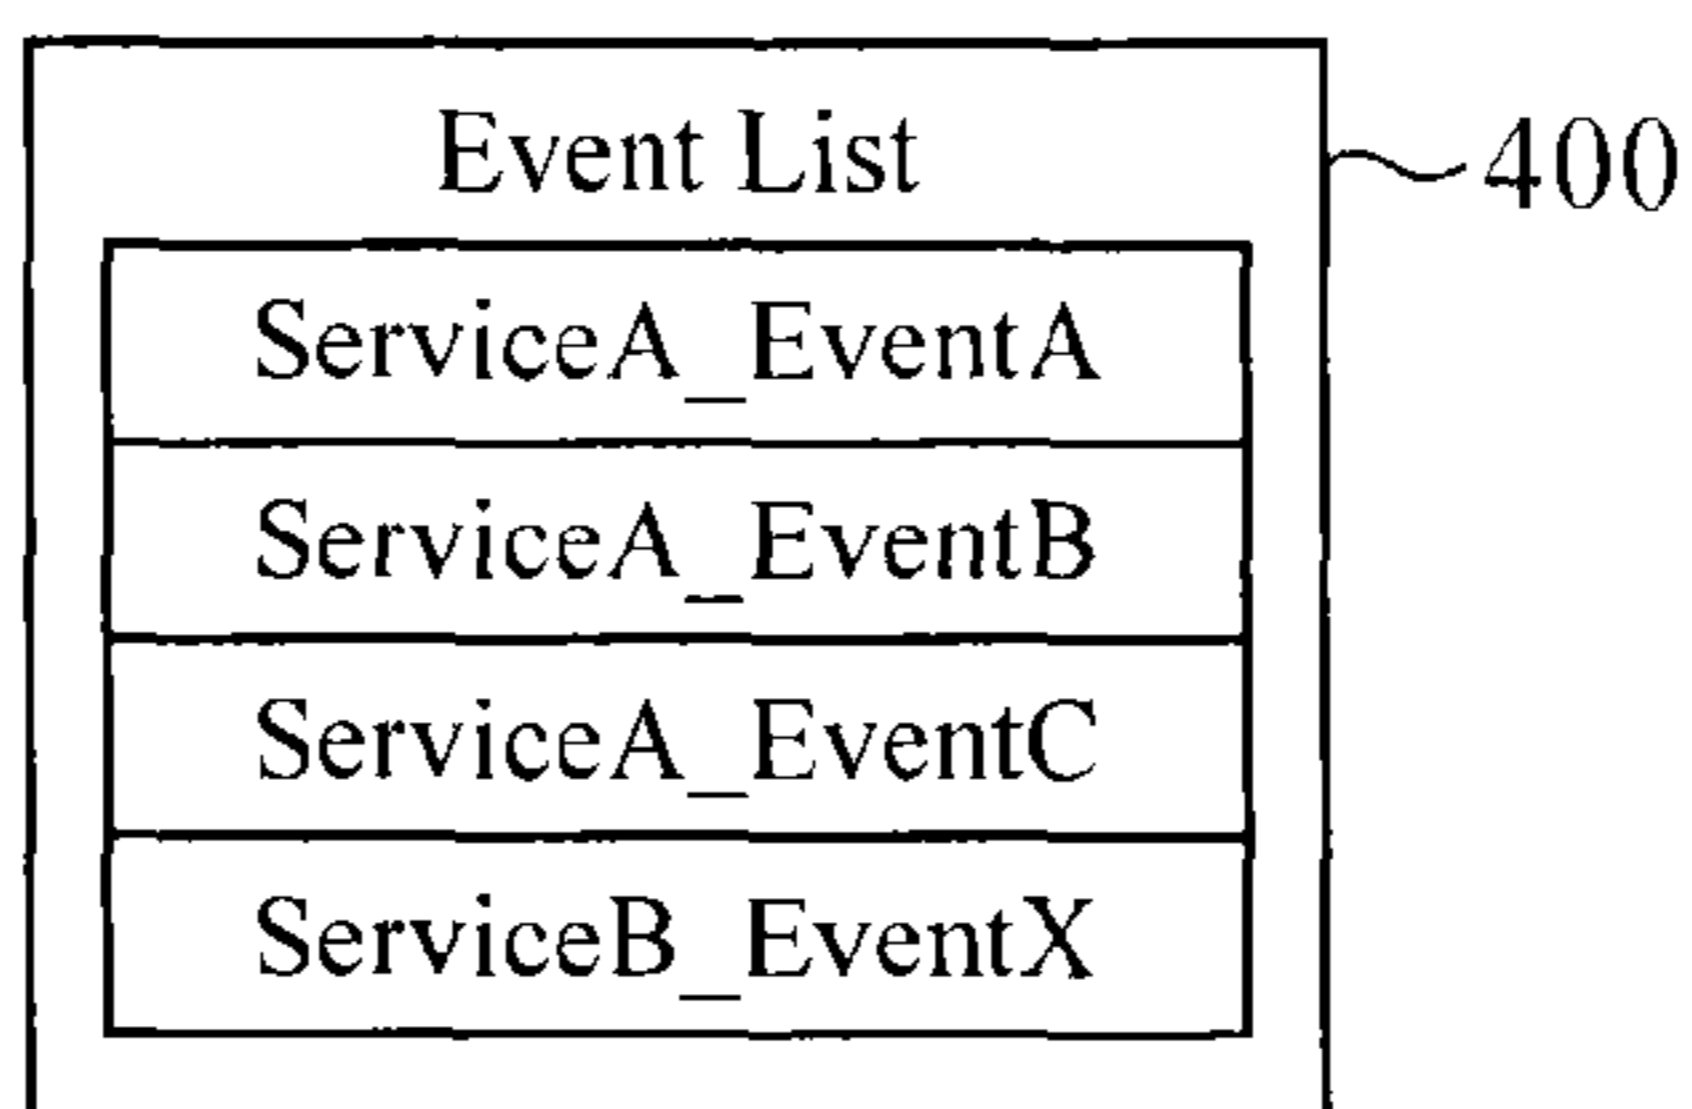 Event List
400
ServiceA_EventA
ServiceA_EventB
ServiceA_EventC
ServiceB_EventX